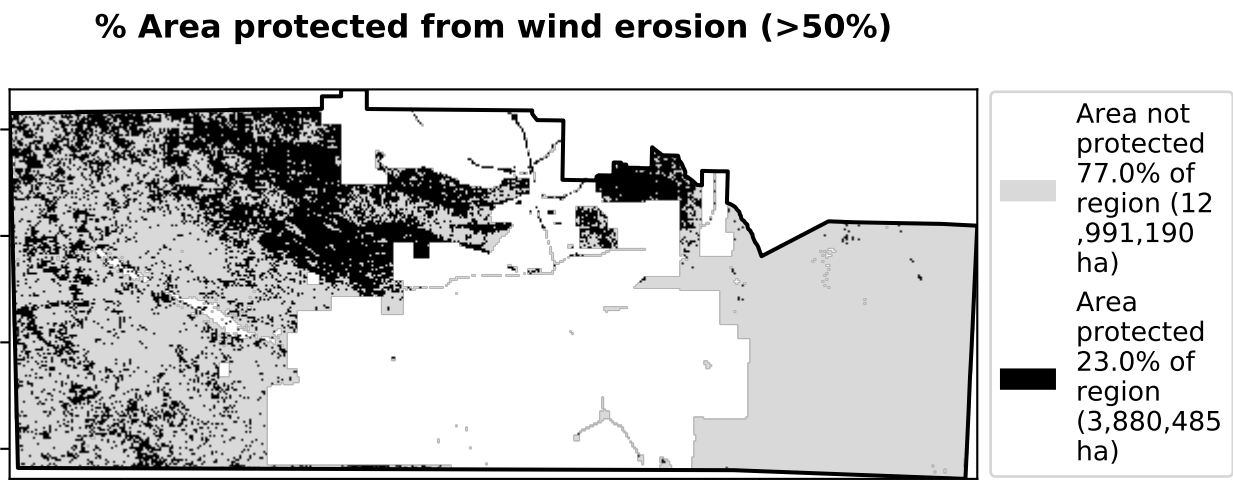 % Area protected from wind erosion (>50%)
Area not
protected
77.0% of
region (12
,991,190
ha)
Area
protected
23.0% of
region
(3,880,485
ha)